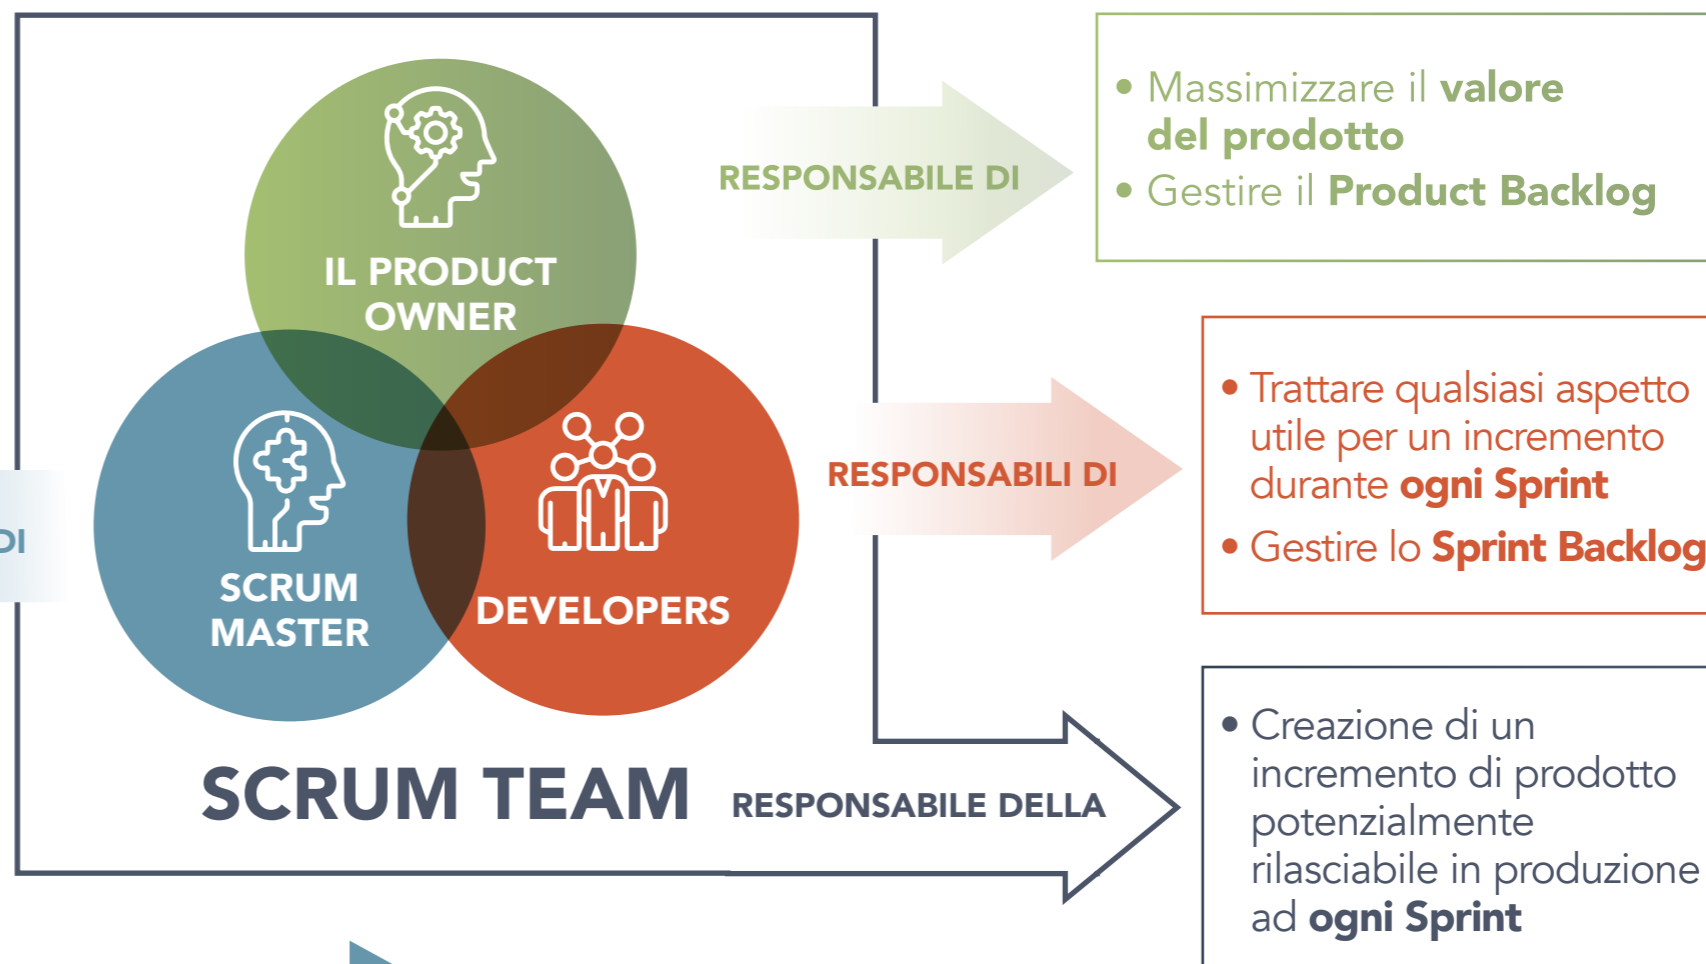 IL PRODUCT
OWNER
SCRUM
MASTER
DEVELOPERS
SCRUM TEAM
DI
RESPONSABILE DI
• Massimizzare il valore
del prodotto
• Gestire il Product Backlog
RESPONSABILI DI
• Trattare qualsiasi aspetto
utile per un incremento
durante ogni Sprint
• Gestire lo Sprint Backlog
RESPONSABILE DELLA
• Creazione di un
incremento di prodotto
potenzialmente
rilasciabile in produzione
ad ogni Sprint